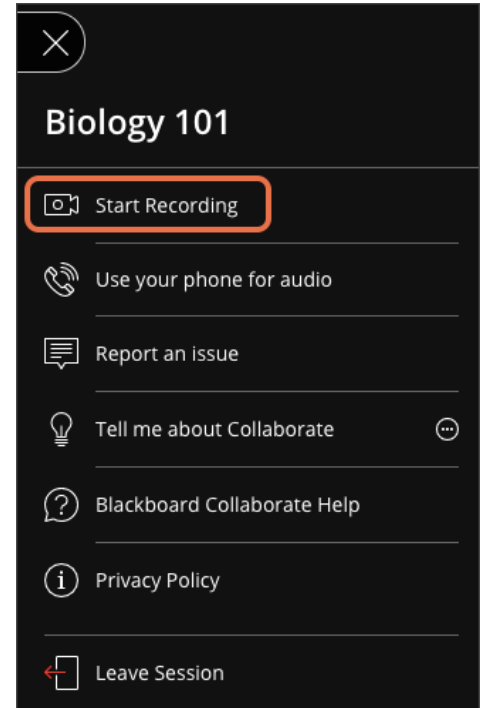 Biology 101
Start Recording
Use your phone for audio
Report an issue
Tell me about Collaborate
Blackboard Collaborate Help
Privacy Policy
Leave Session